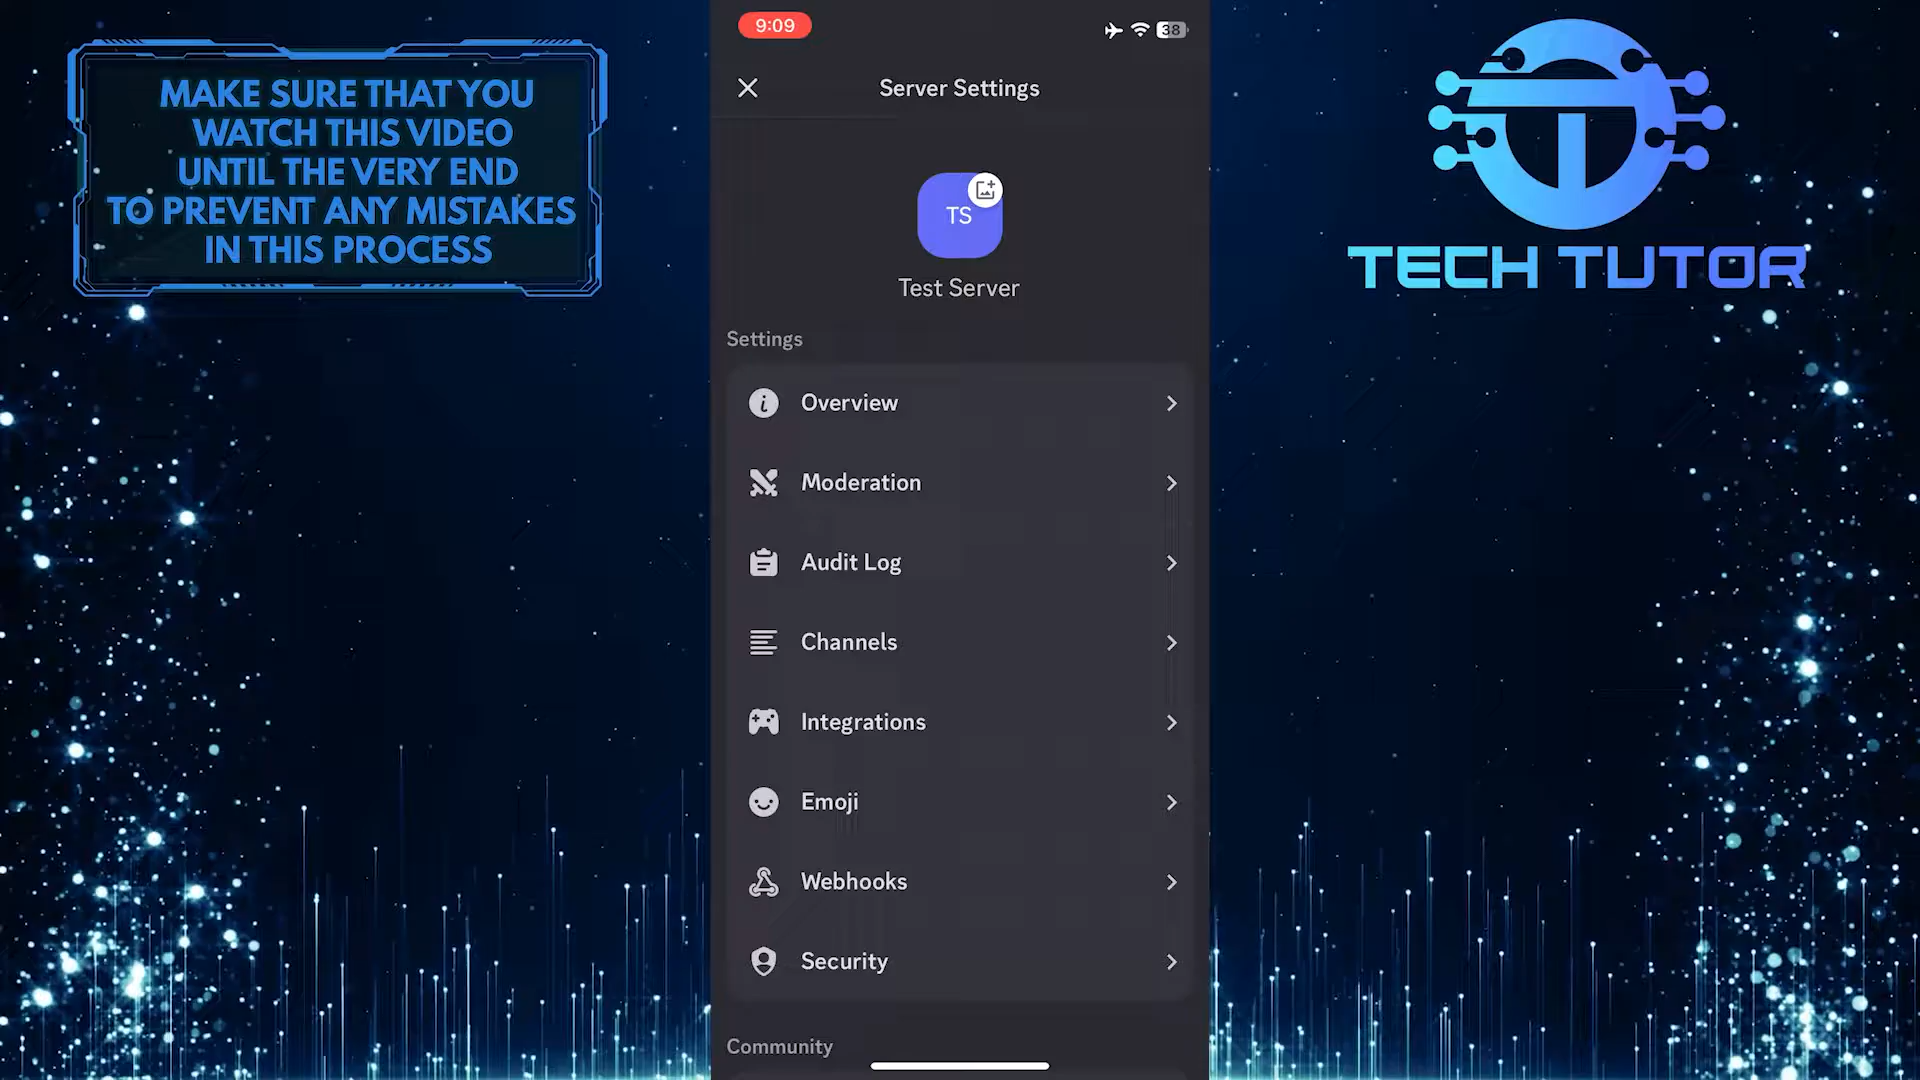 MAKE SURE THAT YOU
WATCH THIS VIDEO
UNTIL THE VERY END
TO PREVENT ANY MISTAKES
IN THIS PROCESS
9:09
38
Server Settings
TS
Test Server
Settings
Overview
Moderation
Audit Log
Channels
Integrations
Emoji
Webhooks
Security
Community
TECH TUTOR